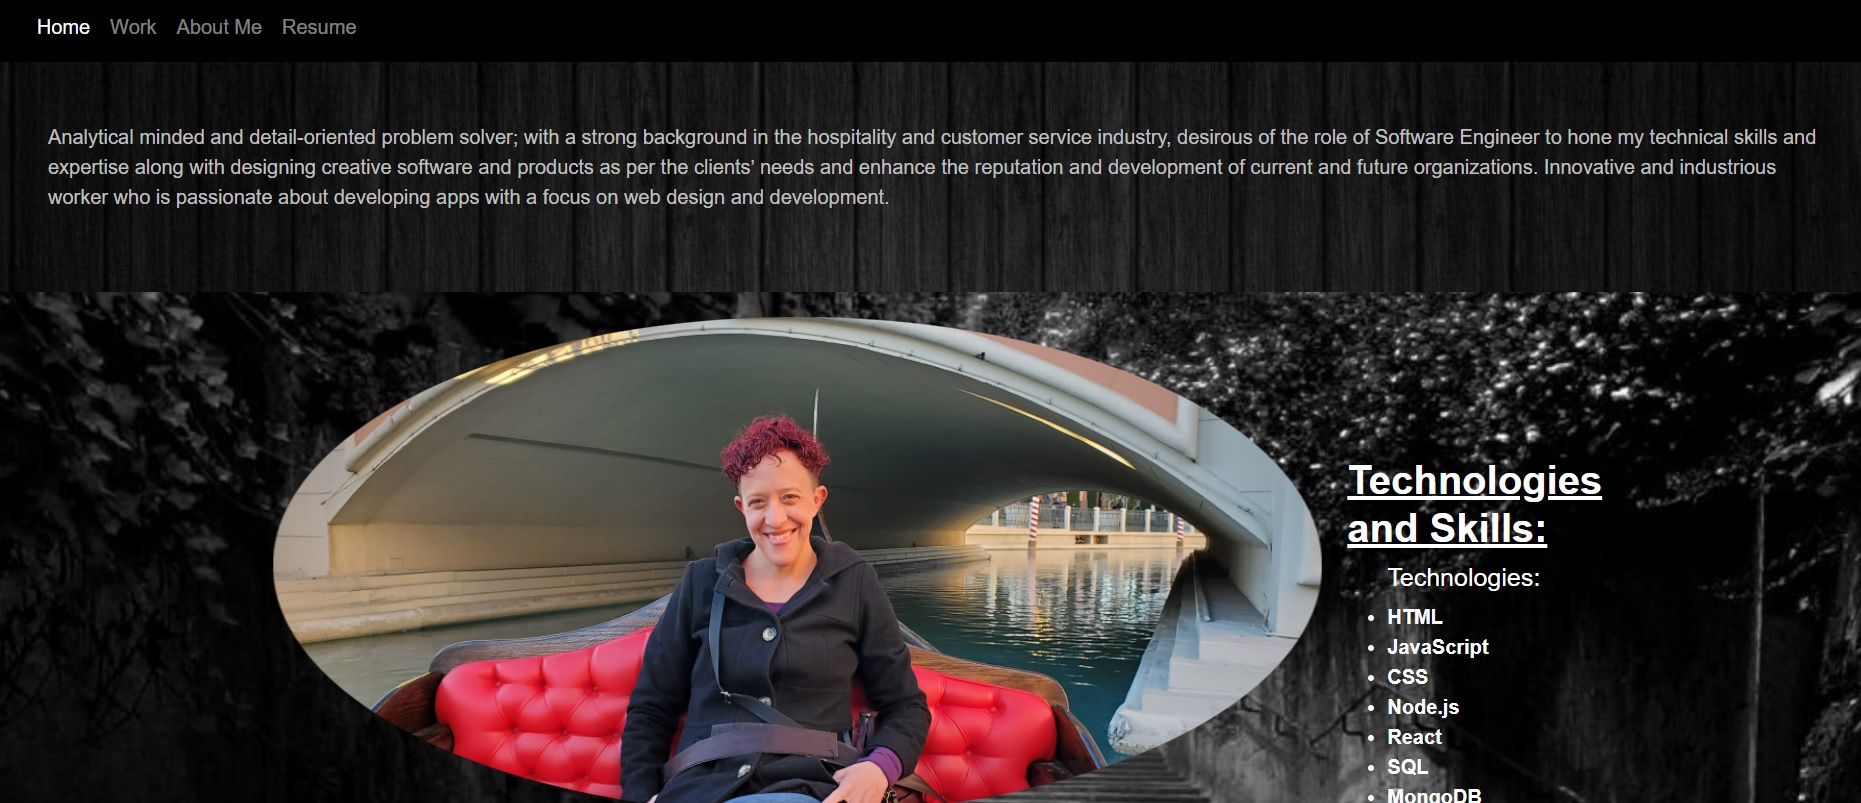 Home Work About Me Resume
Analytical minded and detail-oriented problem solver; with a strong background in the hospitality and customer service industry, desirous of the role of Software Engineer to hone my technical skills and
expertise along with designing creative software and products as per the clients’ needs and enhance the reputation and development of current and future organizations. Innovative and industrious
worker who is passionate about developing apps with a focus on web design and development.
Technologies
and Skills:
Technologies:
• HTML
• JavaScript
• CSS
• Node.js
• React
• SQL
• MongoDB